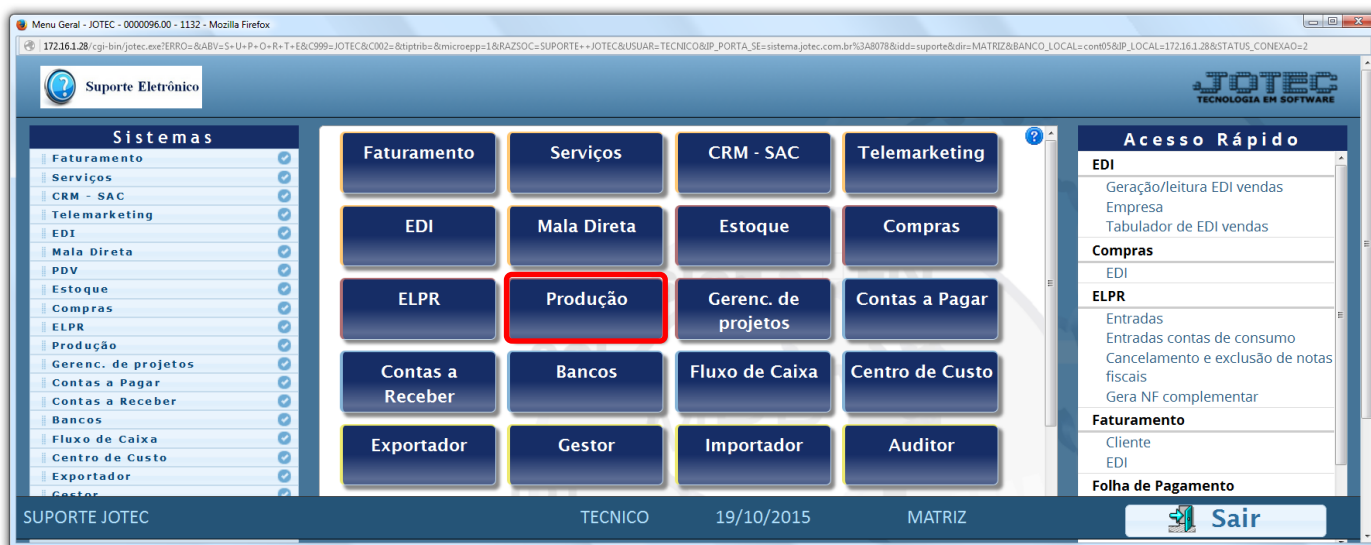 Menu Geral - JOTEC - 0000096.00 - 1132 - Mozilla Firefox
172.16.1.28/cgi-bin/jotec.exe?ERRO=&ABV=S+U+P+O+R+T+E&C999=JOTEC&C002=&tiptrib=&microepp=1&RAZSOC=SUPORTE++JOTEC&USUAR=TECNICO&IP_PORTA_SE=sistema.jotec.com.br%3A8078&idd=suporte&dir=MATRIZ&BANCO_LOCAL=cont05&IP_LOCAL=172.16.1.28&STATUS_CONEXAO=2
Suporte Eletrônico
JOTEC
TECNOLOGIA EM SOFTWARE
Sistemas
Faturamento
Serviços
CRM - SAC
Telemarketing
EDI
Mala Direta
PDV
Estoque
Compras
ELPR
Produção
Gerenc. de projetos
Contas a Pagar
Contas a Receber
Bancos
Fluxo de Caixa
Centro de Custo
Exportador
Gestor
Faturamento
Serviços
CRM - SAC
Telemarketing
EDI
Mala Direta
Estoque
Compras
ELPR
Produção
Gerenc. de
projetos
Contas a Pagar
Contas a
Receber
Bancos
Fluxo de Caixa
Centro de Custo
Exportador
Gestor
Importador
Auditor
Acesso Rápido
EDI
Geração/leitura EDI vendas
Empresa
Tabulador de EDI vendas
Compras
EDI
ELPR
Entradas
Entradas contas de consumo
Cancelamento e exclusão de notas
fiscais
Gera NF complementar
Faturamento
Cliente
EDI
Folha de Pagamento
SUPORTE JOTEC
TECNICO
19/10/2015
MATRIZ
Sair